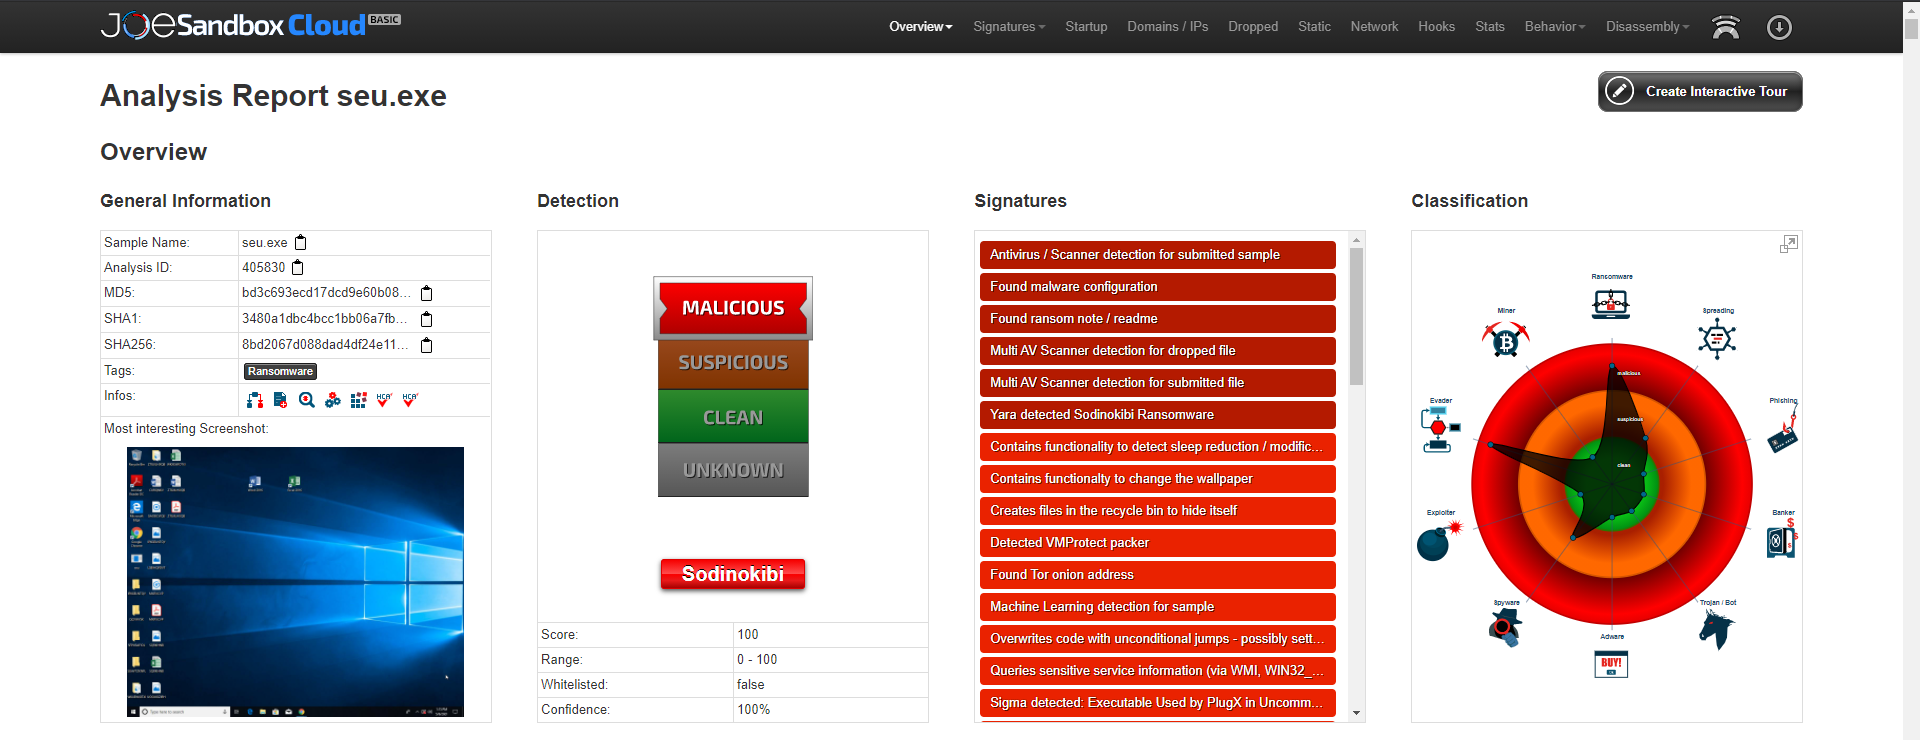 JOESandbox Cloud BASIC
Overview Signatures Startup Domains / IPs Dropped Static Network Hooks Stats Behavior Disassembly
Analysis Report seu.exe
Create Interactive Tour
Overview
General Information
Sample Name: seu.exe
Analysis ID: 405830
MD5: bd3c693ecd17dcd9e60b08...
SHA1: 3480a1dbc4bcc1bb06a7fb...
SHA256: 8bd2067d088dad4df24e11...
Tags: Ransomware
Infos: HCA HCA
Most interesting Screenshot:
Detection
MALICIOUS
SUSPICIOUS
CLEAN
UNKNOWN
Sodinokibi
Score: 100
Range: 0 - 100
Whitelisted: false
Confidence: 100%
Signatures
Antivirus / Scanner detection for submitted sample
Found malware configuration
Found ransom note / readme
Multi AV Scanner detection for dropped file
Multi AV Scanner detection for submitted file
Yara detected Sodinokibi Ransomware
Contains functionality to detect sleep reduction / modific...
Contains functionalty to change the wallpaper
Creates files in the recycle bin to hide itself
Detected VMProtect packer
Found Tor onion address
Machine Learning detection for sample
Overwrites code with unconditional jumps - possibly sett...
Queries sensitive service information (via WMI, WIN32_...
Sigma detected: Executable Used by PlugX in Uncomm...
Classification
Ransomware
Miner
Spreading
malicious
Evader
Phishing
suspicious
clean
Exploiter
Banker
Spyware
Trojan / Bot
Adware
BUY!